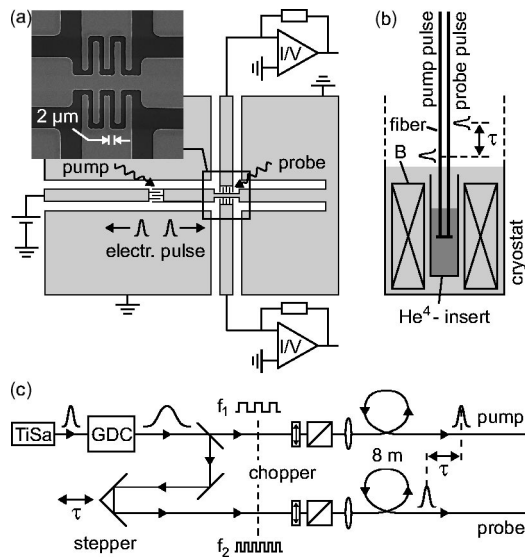 (a)
2 μm
pump
probe
electr. pulse
I/V
I/V
(b)
pump pulse
probe pulse
fiber
τ
B
cryostat
He⁴ - insert
(c)
TiSa
GDC
f₁
pump
8 m
τ
chopper
τ
stepper
f₂
probe